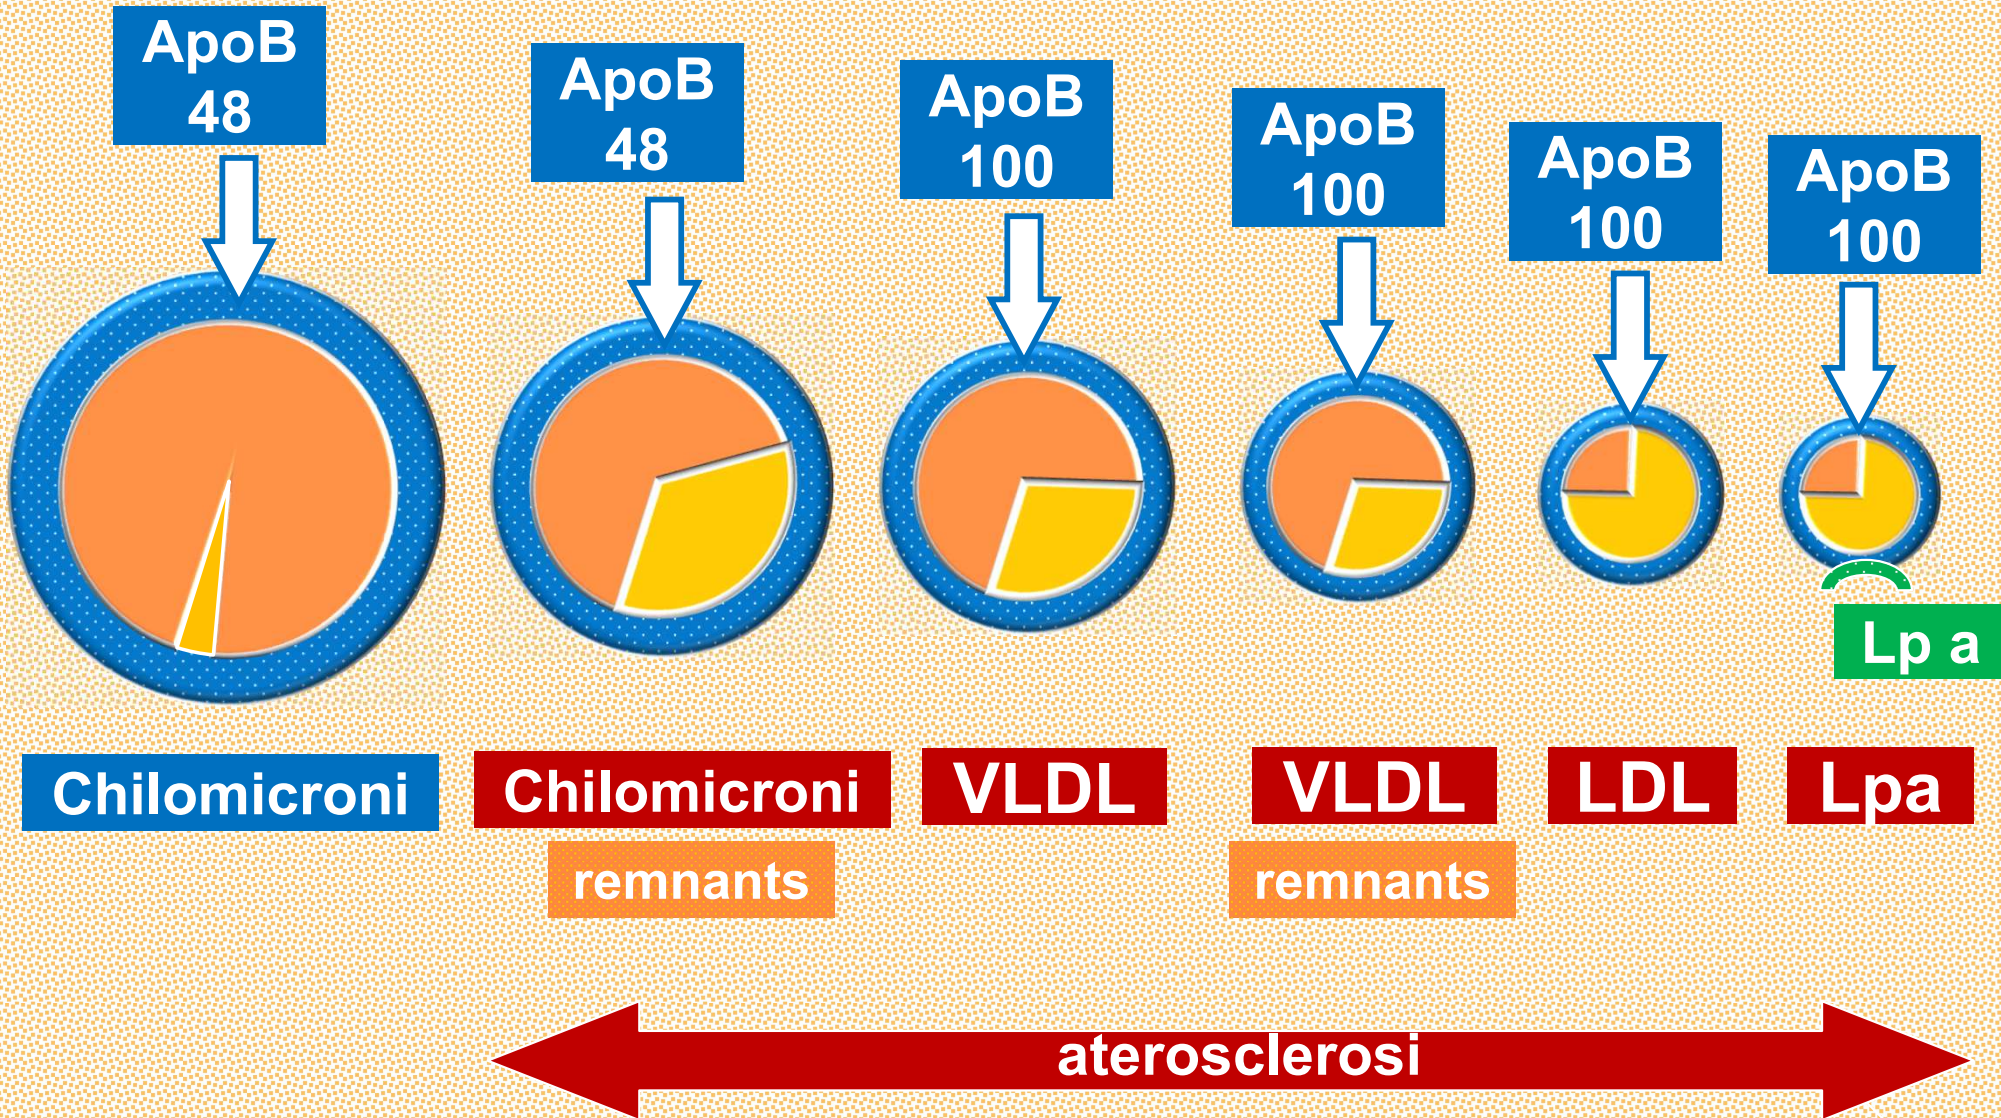 ApoB
48
ApoB
48
ApoB
100
ApoB
100
ApoB
100
ApoB
100
Lp a
Chilomicroni
Chilomicroni
remnants
VLDL
VLDL
remnants
LDL
Lpa
aterosclerosi